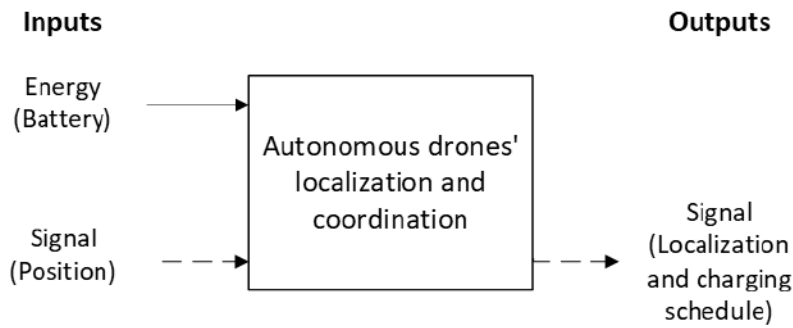 Inputs
Outputs
Energy
(Battery)
Autonomous drones'
localization and
coordination
Signal
(Position)
Signal
(Localization
and charging
schedule)